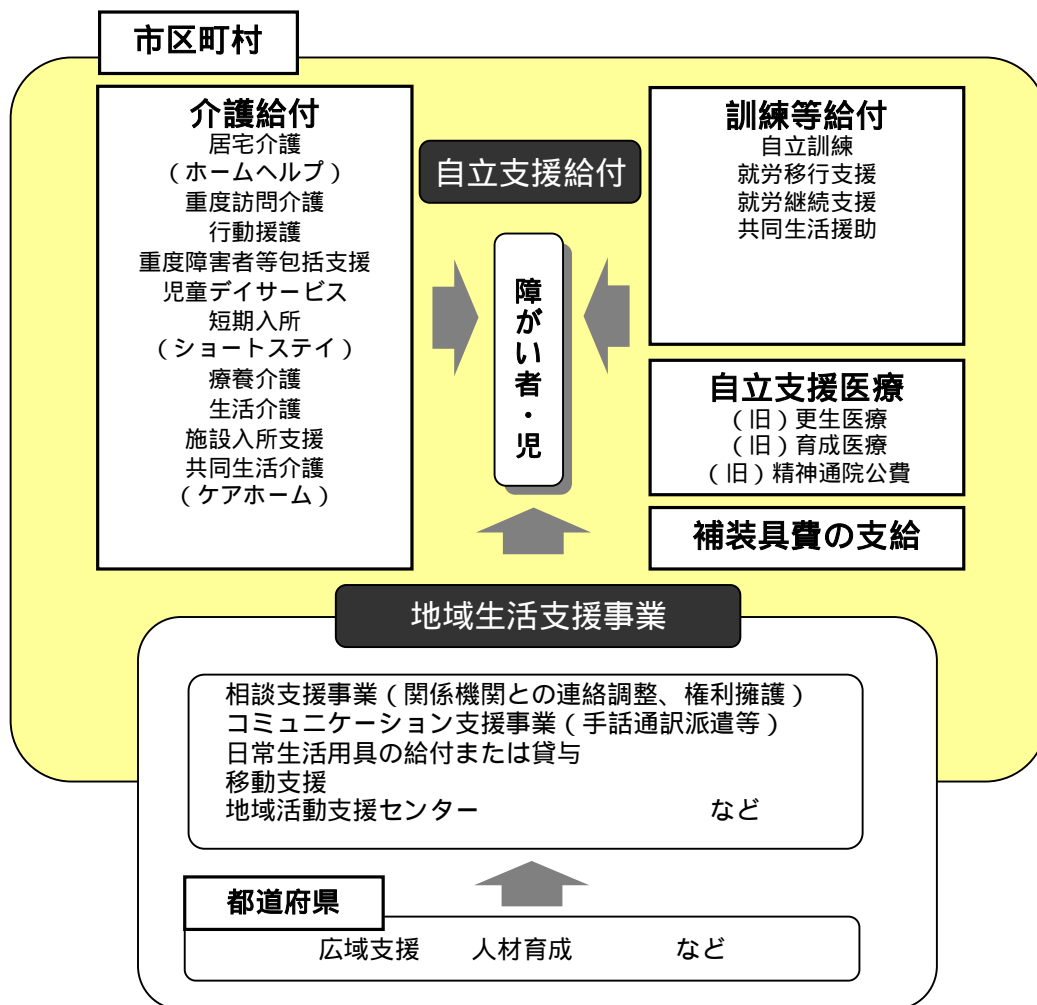 市区町村
介護給付
居宅介護
（ホームヘルプ）
重度訪問介護
行動援護
重度障害者等包括支援
児童デイサービス
短期入所
（ショートステイ）
療養介護
生活介護
施設入所支援
共同生活介護
（ケアホーム）
自立支援給付
障がい者・児
訓練等給付
自立訓練
就労移行支援
就労継続支援
共同生活援助
自立支援医療
（旧）更生医療
（旧）育成医療
（旧）精神通院公費
補装具費の支給
地域生活支援事業
相談支援事業（関係機関との連絡調整、権利擁護）
コミュニケーション支援事業（手話通訳派遣等）
日常生活用具の給付または貸与
移動支援
地域活動支援センター　など
都道府県
広域支援　人材育成　など